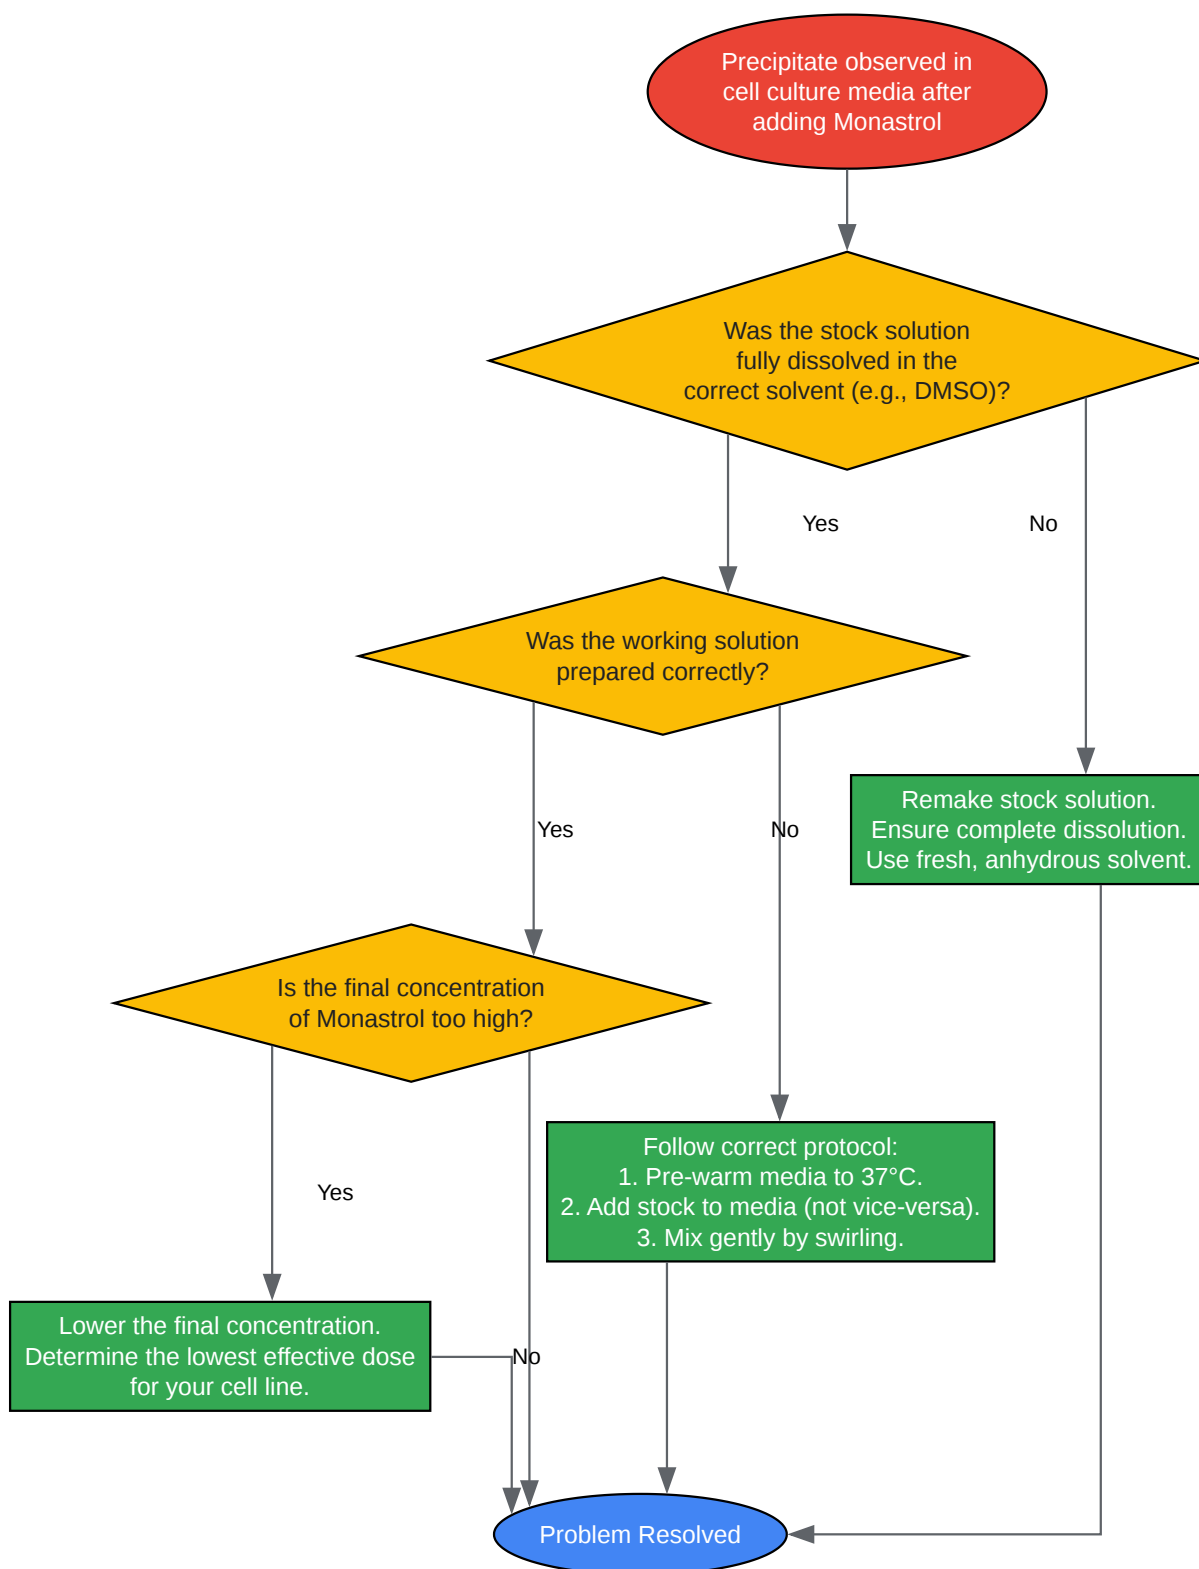 Precipitate observed in
cell culture media after
adding Monastrol
Was the stock solution
fully dissolved in the
correct solvent (e.g., DMSO)?
Yes
No
Was the working solution
prepared correctly?
Remake stock solution.
Ensure complete dissolution.
Use fresh, anhydrous solvent.
Yes
No
Is the final concentration
of Monastrol too high?
Follow correct protocol:
1. Pre-warm media to 37°C.
2. Add stock to media (not vice-versa).
3. Mix gently by swirling.
Yes
Lower the final concentration.
Determine the lowest effective dose
for your cell line.
No
Problem Resolved